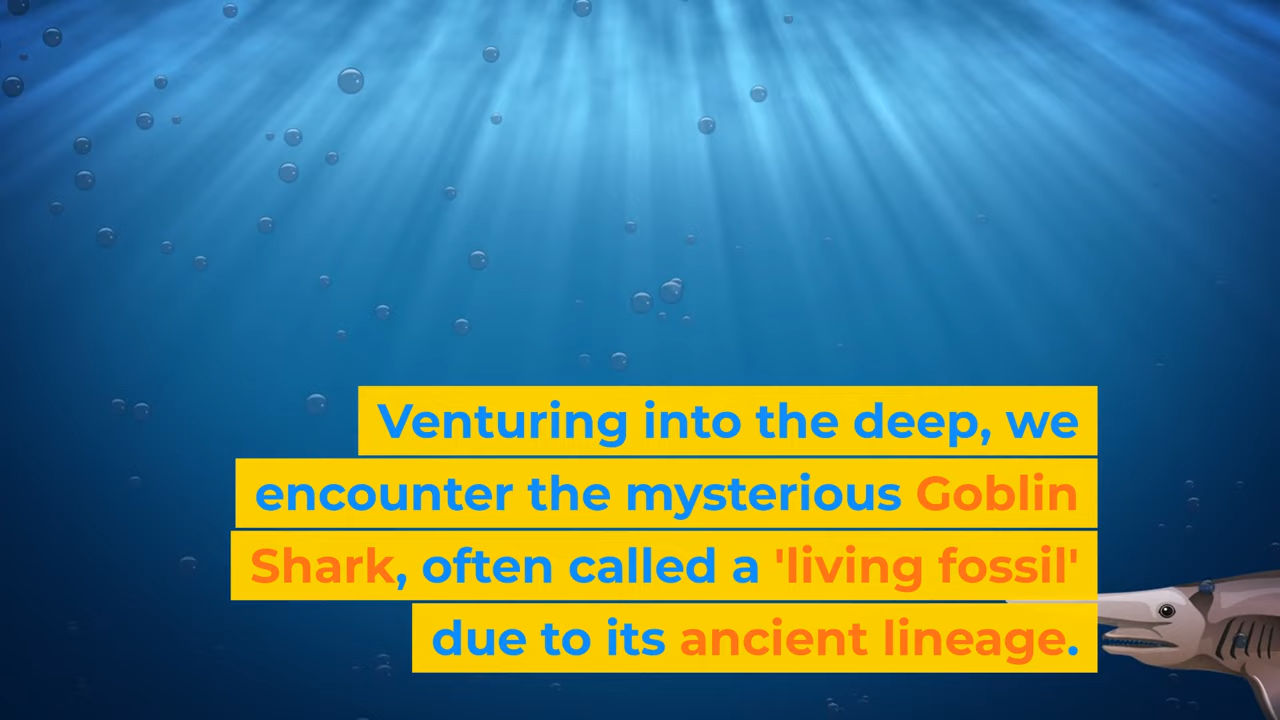 Venturing into the deep, we
encounter the mysterious Goblin
Shark, often called a 'living fossil'
due to its ancient lineage.